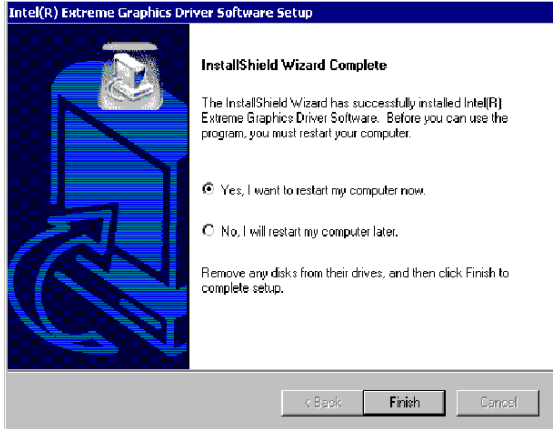 Intel(R) Extreme Graphics Driver Software Setup
InstallShield Wizard Complete
The InstallShield Wizard has successfully installed Intel(R)
Extreme Graphics Driver Software. Before you can use the
program, you must restart your computer.
Yes, I want to restart my computer now.
No, I will restart my computer later.
Remove any disks from their drives, and then click Finish to
complete setup.
< Back
Finish
Cancel